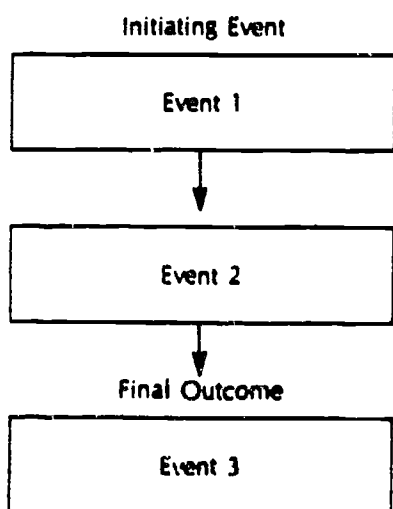 Initiating Event
Event 1
Event 2
Final Outcome
Event 3